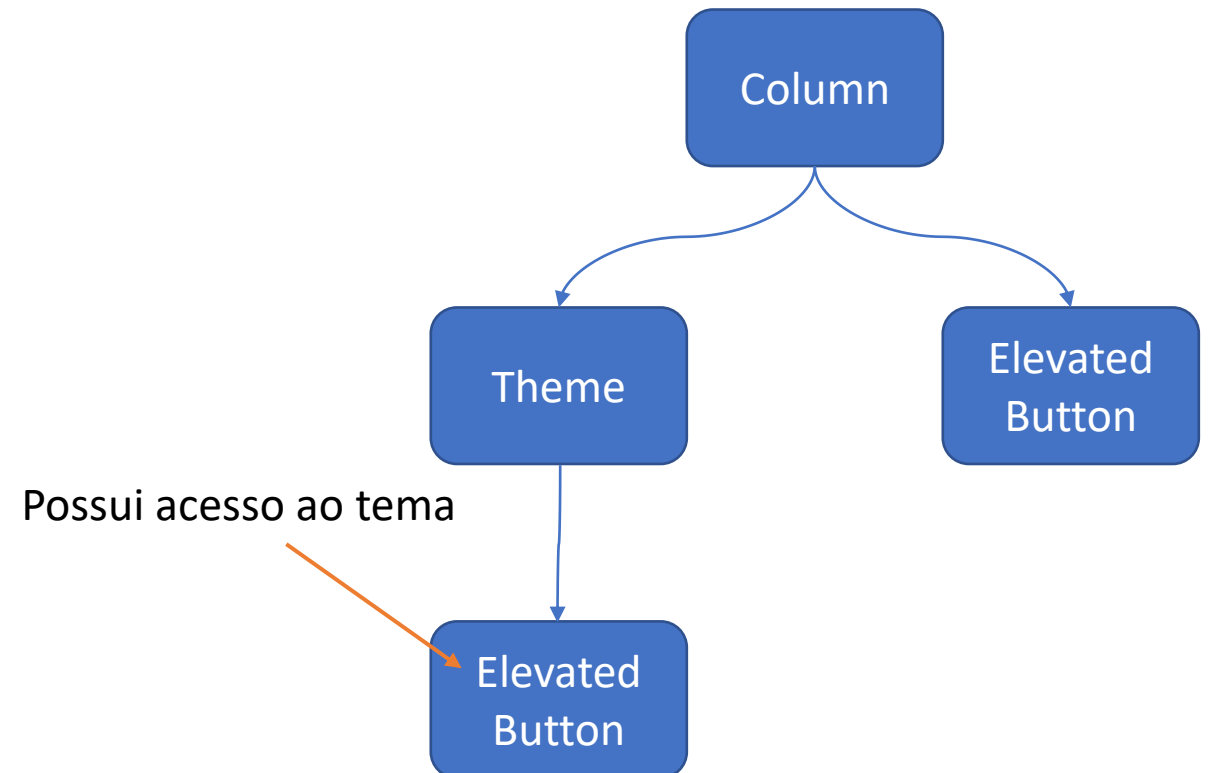 Column
Theme
Elevated
Button
Possui acesso ao tema
Elevated
Button